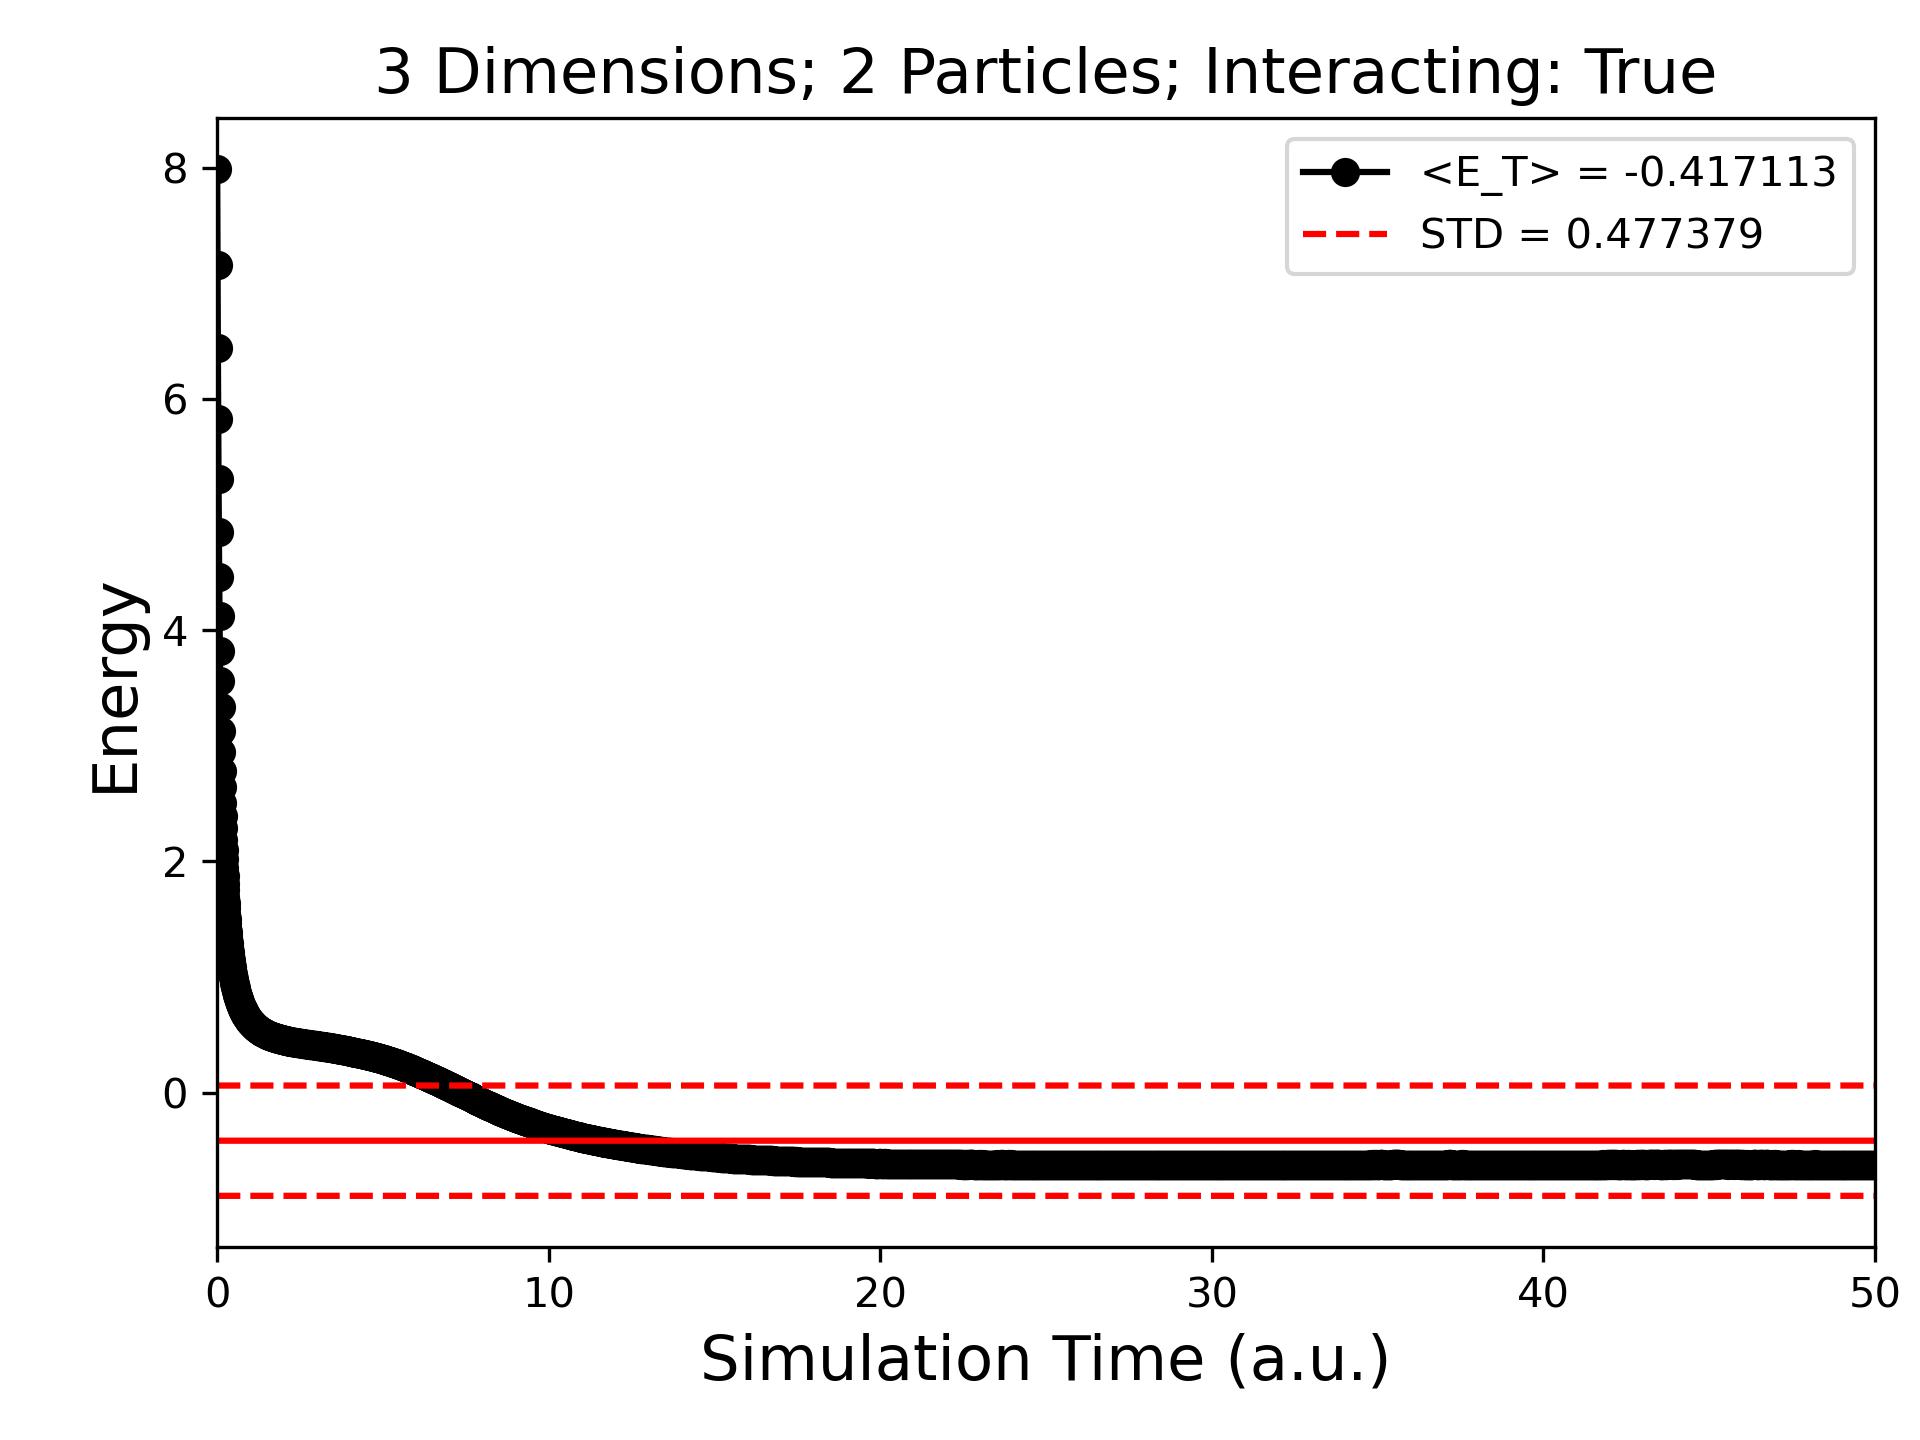 3 Dimensions; 2 Particles; Interacting: True
<E_T> = -0.417113
STD = 0.477379
Energy
8
6
4
2
0
0 10 20 30 40 50
Simulation Time (a.u.)